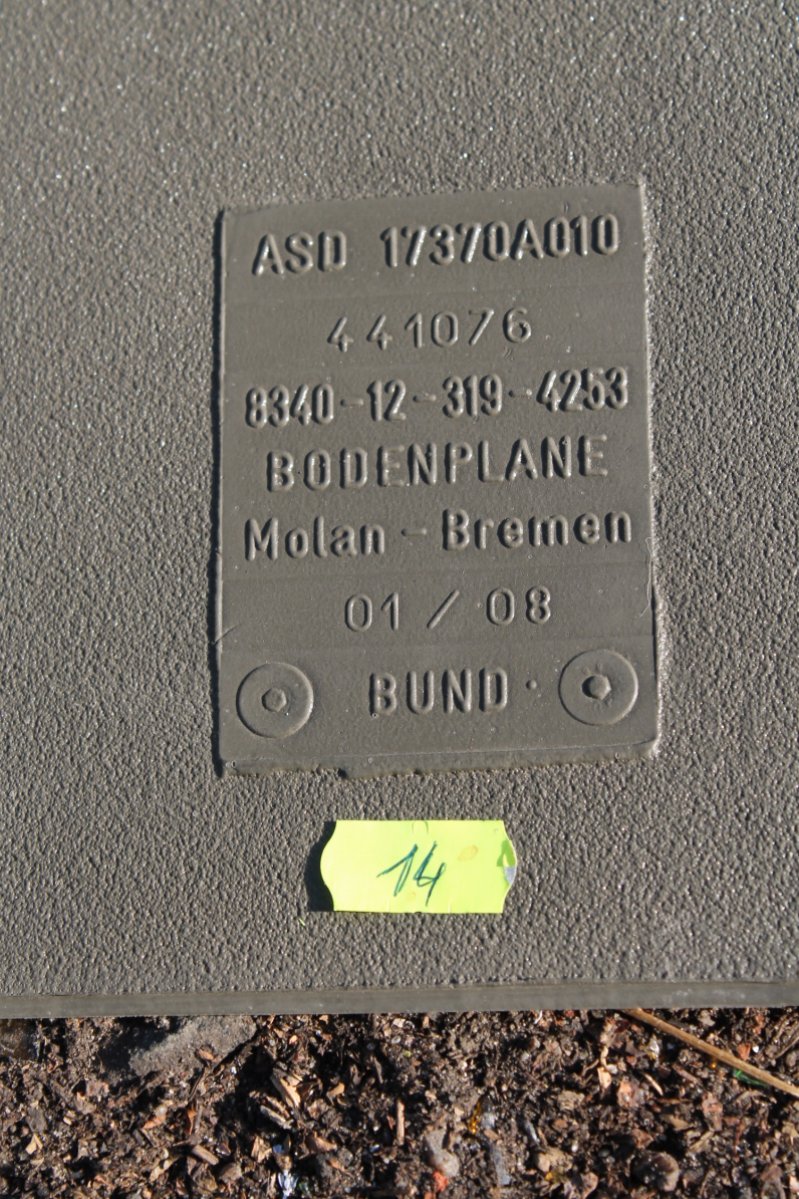 ASD 17370A010
441076
8340-12-319-4253
BODENPLANE
Molan-Bremen
01/08
BUND
14